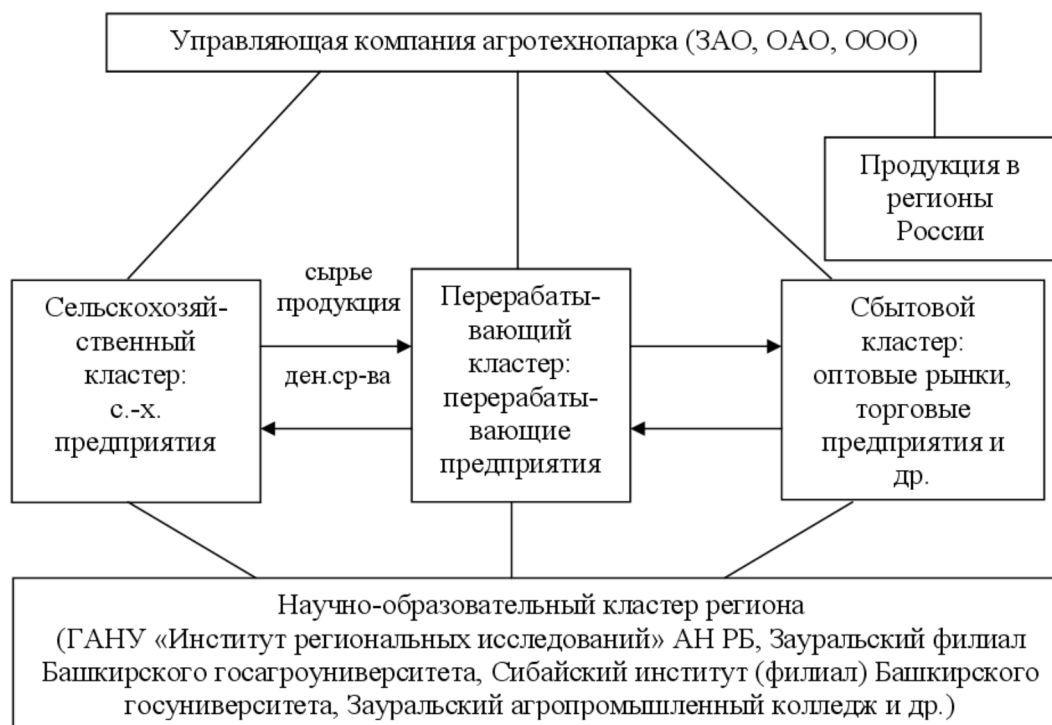 Управляющая компания агротехнопарка (ЗАО, ОАО, ООО)
Продукция в
регионы
России
Сельскохозяй-
ственный
кластер:
с.-х.
предприятия
сырье
продукция
ден.ср-ва
Перерабаты-
вающий
кластер:
перерабаты-
вающие
предприятия
Сбытовой
кластер:
оптовые рынки,
торговые
предприятия и
др.
Научно-образовательный кластер региона
(ГАНУ «Институт региональных исследований» АН РБ, Зауральский филиал
Башкирского госагроуниверситета, Сибайский институт (филиал) Башкирского
госуниверситета, Зауральский агропромышленный колледж и др.)